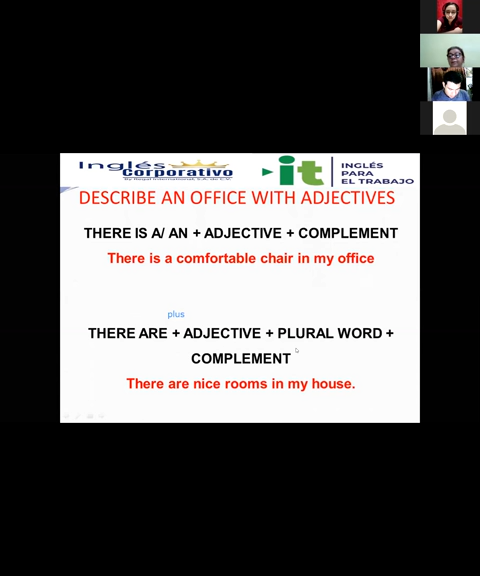 Inglés
Corporativo
it
INGLÉS
PARA
EL TRABAJO
DESCRIBE AN OFFICE WITH ADJECTIVES
THERE IS A/ AN + ADJECTIVE + COMPLEMENT
There is a comfortable chair in my office
plus
THERE ARE + ADJECTIVE + PLURAL WORD +
COMPLEMENT
There are nice rooms in my house.